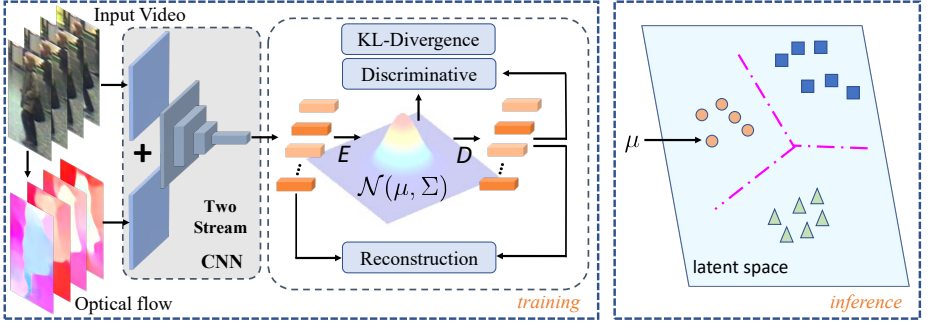 Input Video
Optical flow
+
Two
Stream
CNN
KL-Divergence
Discriminative
E
D
𝒩(μ, Σ)
Reconstruction
training
μ
latent space
inference